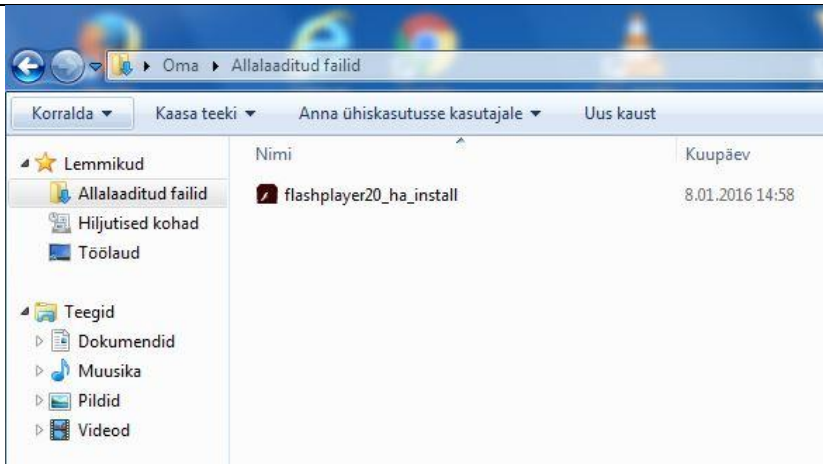 Oma Allalaaditud failid
Korralda Kaasa teeki Anna ühiskasutusse kasutajale Uus kaust
Lemmikud
Allalaaditud failid
Hiljutised kohad
Töölaud
Teegid
Dokumendid
Muusika
Pildid
Videod
Nimi Kuupäev
flashplayer20_ha_install 8.01.2016 14:58